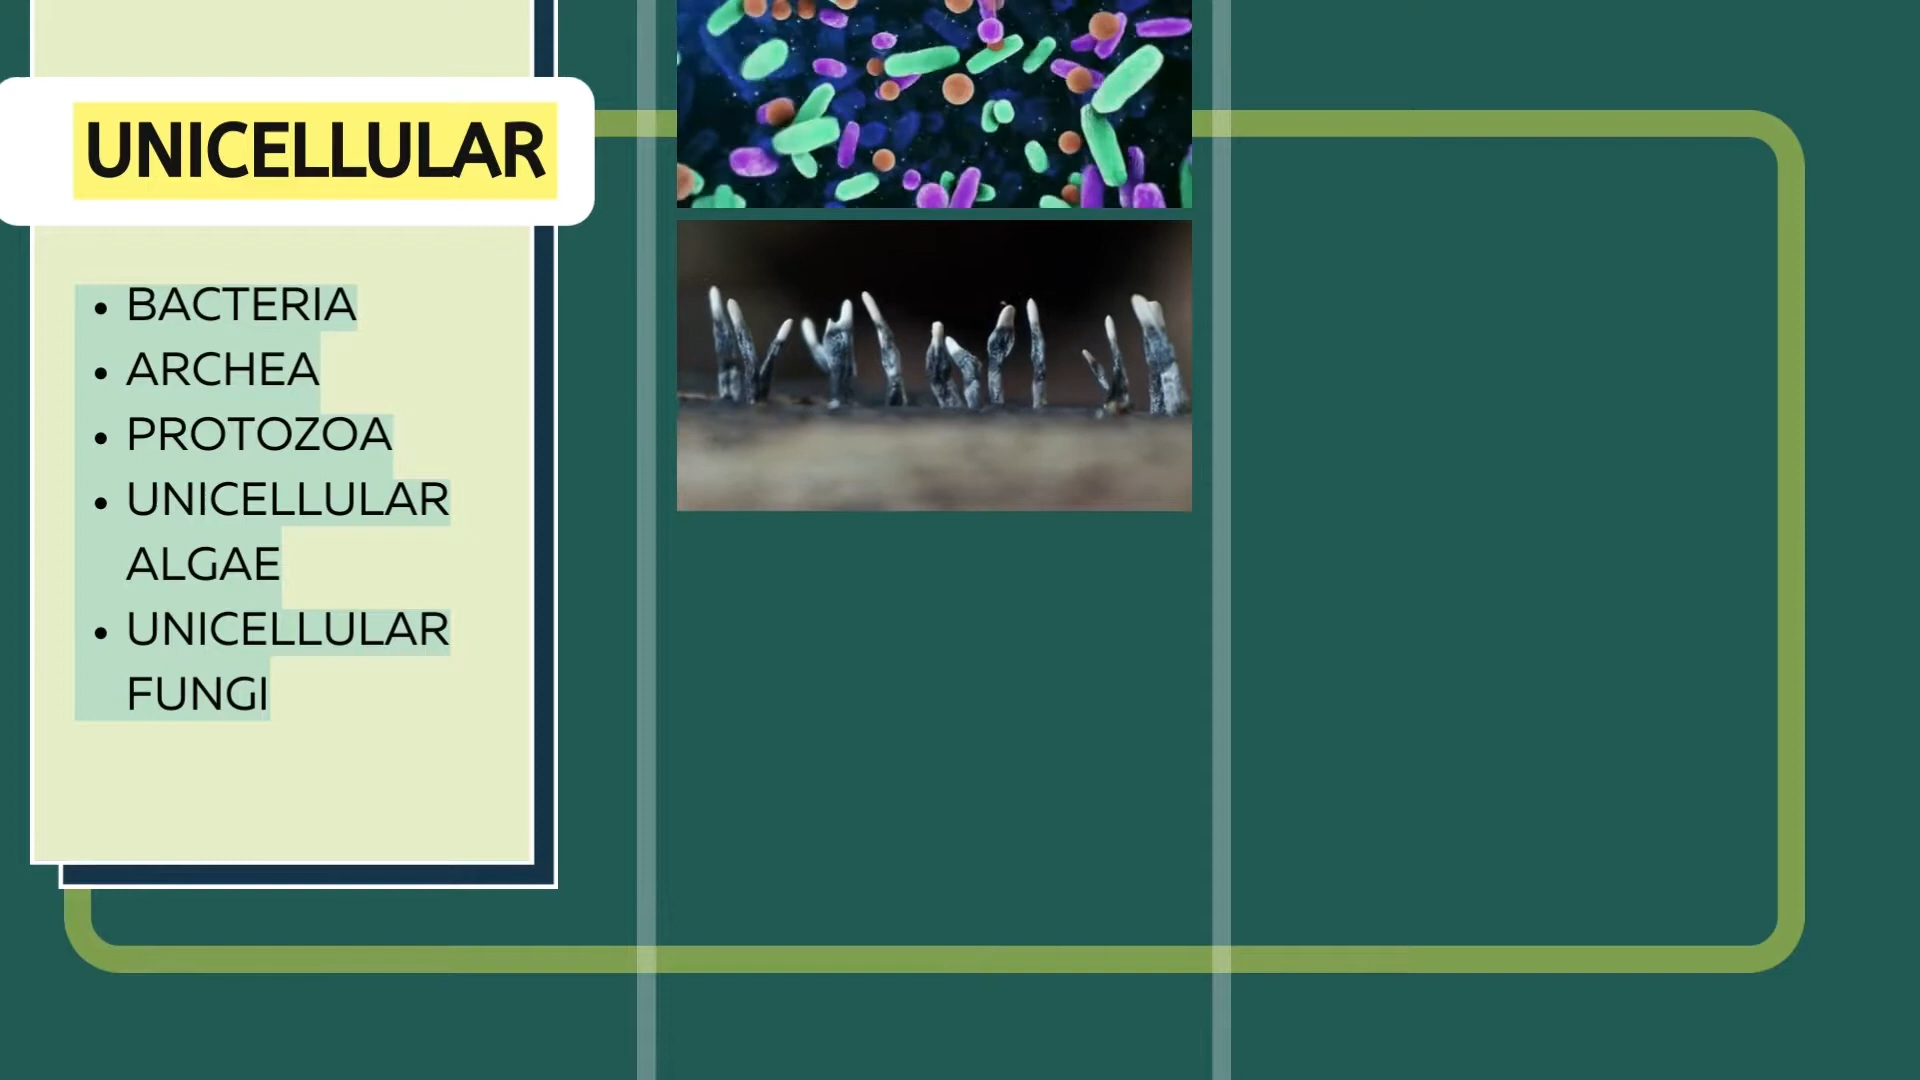 UNICELLULAR
• BACTERIA
• ARCHEA
• PROTOZOA
• UNICELLULAR
ALGAE
• UNICELLULAR
FUNGI